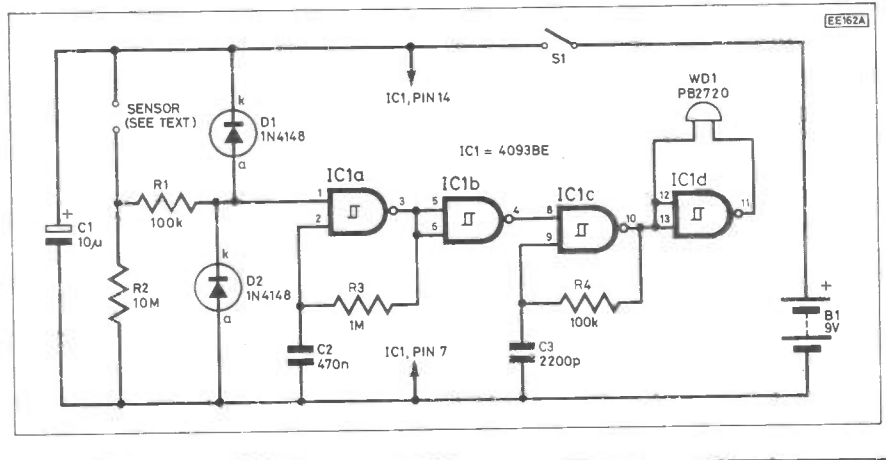 EE162A
S1
WD1
PB2720
IC1, PIN 14
k
D1
1N4148
a
SENSOR
(SEE TEXT)
IC1 = 4093BE
IC1a
1
2
3
IC1b
5
6
4
IC1c
8
9
10
IC1d
12
13
11
R1
100k
+
C1
10µ
R2
10M
k
D2
1N4148
a
R3
1M
R4
100k
C2
470n
IC1, PIN 7
C3
2200p
+
B1
9V